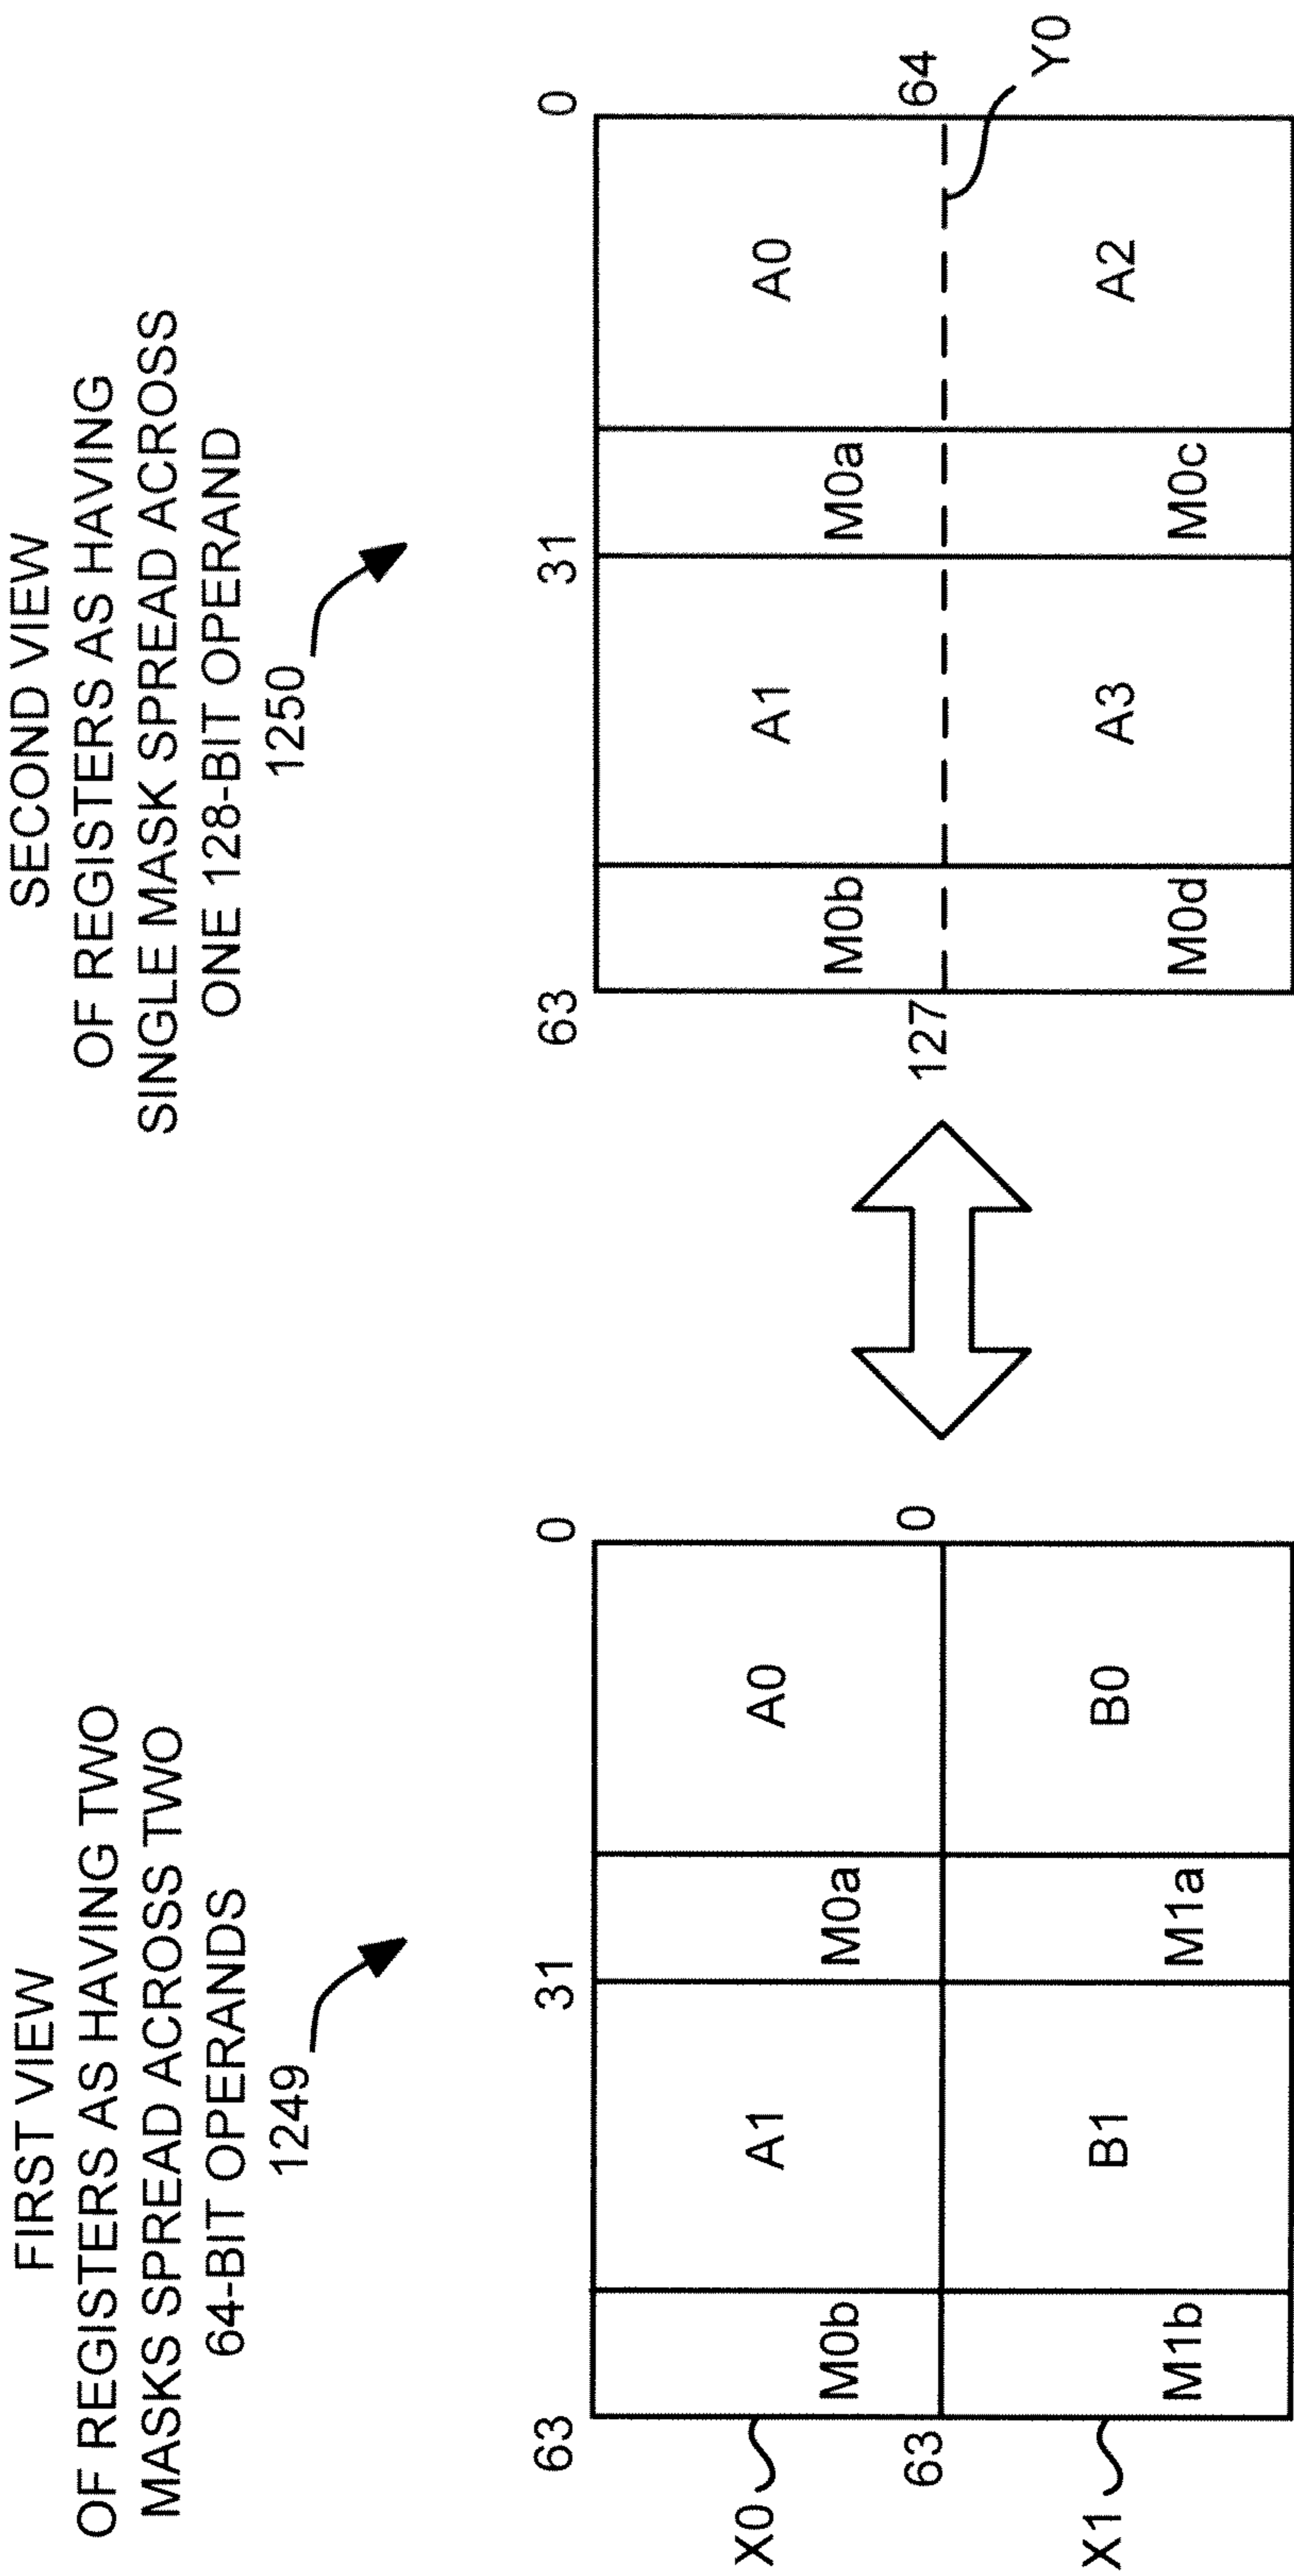 FIRST VIEW
OF REGISTERS AS HAVING TWO
MASKS SPREAD ACROSS TWO
64-BIT OPERANDS
1249
63
31
0
X0
M0b
A1
M0a
A0
63
0
X1
M1b
B1
M1a
B0
SECOND VIEW
OF REGISTERS AS HAVING
SINGLE MASK SPREAD ACROSS
ONE 128-BIT OPERAND
1250
63
31
0
M0b
A1
M0a
A0
127
64
M0d
A3
M0c
A2
Y0